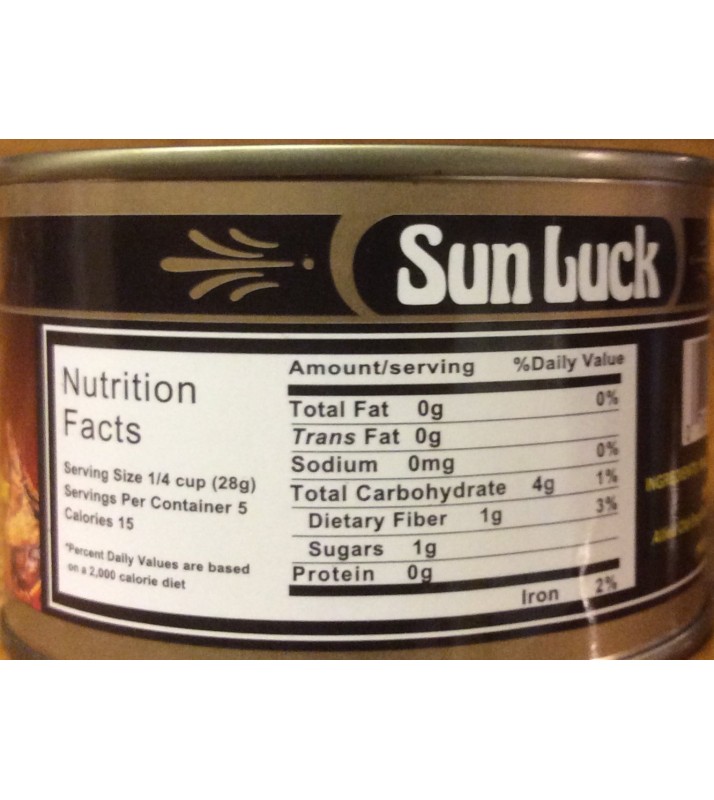 Sun Luck
Nutrition
Facts
Serving Size 1/4 cup (28g)
Servings Per Container 5
Calories 15
*Percent Daily Values are based
on a 2,000 calorie diet
Amount/serving %Daily Value
Total Fat 0g 0%
Trans Fat 0g
Sodium 0mg 0%
Total Carbohydrate 4g 1%
Dietary Fiber 1g 3%
Sugars 1g
Protein 0g
Iron 2%